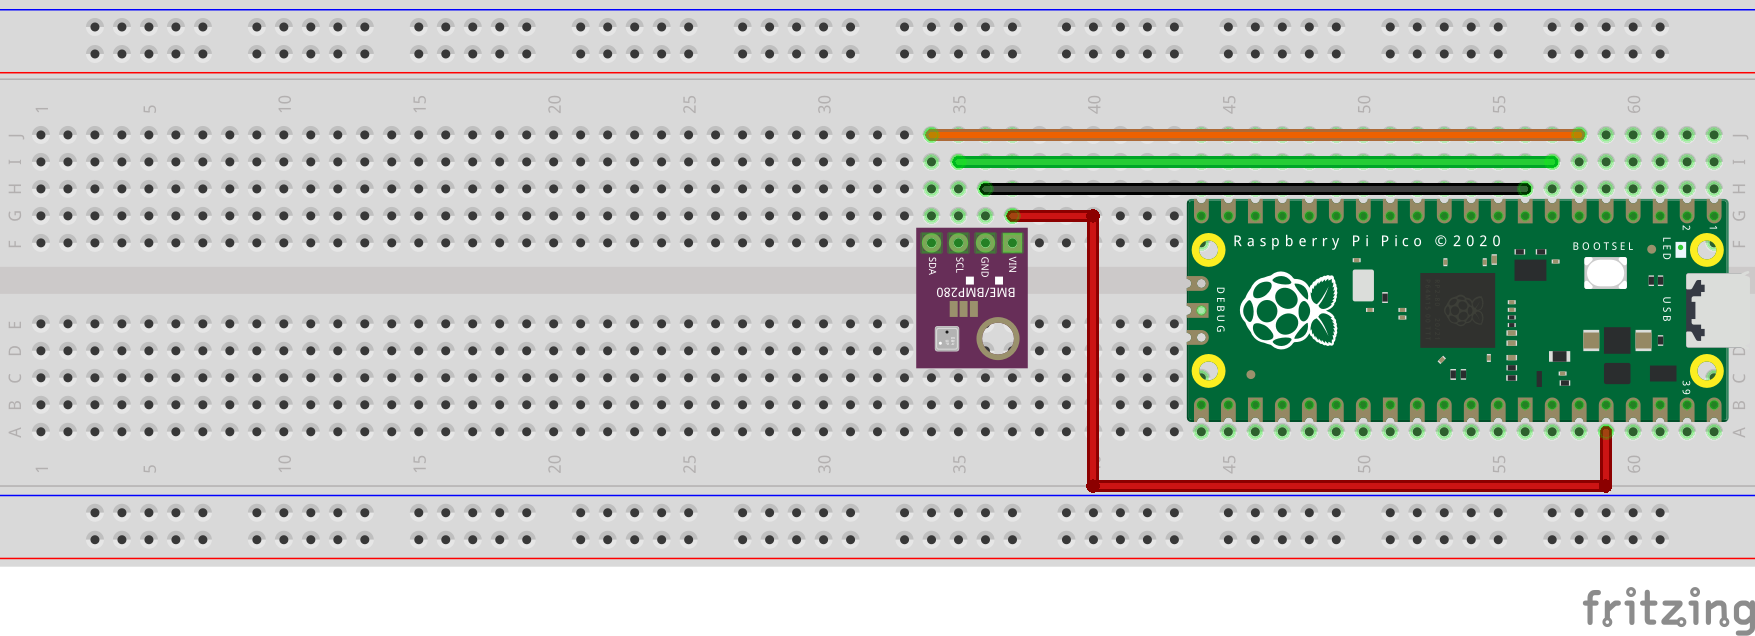 1 5 10 15 20 25 30 35 40 45 50 55 60
J J
I I
H H
G G
F F
SDA SCL GND VIN
BME/BMP280
Raspberry Pi Pico ©2020
BOOTSEL
LED
2 1
DEBUG
USB
39
E
D D
C C
B B
A A
1 5 10 15 20 25 30 35 40 45 50 55 60
fritzing